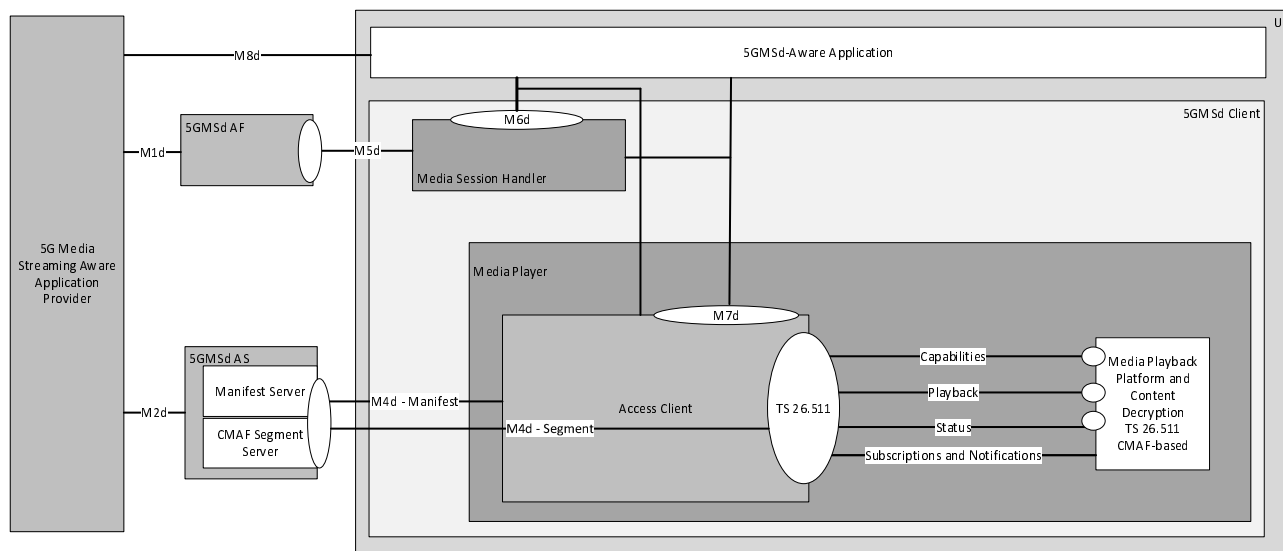 U
M8d
5GMSd-Aware Application
5GMSd Client
5GMSd AF
M6d
M1d
M5d
Media Session Handler
5G Media
Streaming Aware
Application
Provider
Media Player
M7d
5GMSd AS
Manifest Server
CMAF Segment
Server
M2d
M4d - Manifest
M4d - Segment
Access Client
TS 26.511
Capabilities
Playback
Status
Subscriptions and Notifications
Media Playback
Platform and
Content
Decryption
TS 26.511
CMAF-based